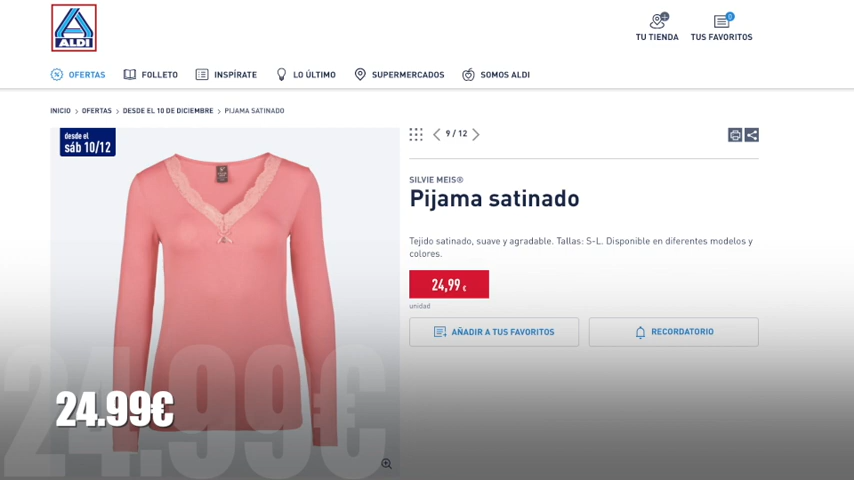 ALDI
TU TIENDA
0
TUS FAVORITOS
OFERTAS
FOLLETO
INSPÍRATE
LO ÚLTIMO
SUPERMERCADOS
SOMOS ALDI
INICIO > OFERTAS > DESDE EL 10 DE DICIEMBRE > PIJAMA SATINADO
desde el
sáb 10/12
9 / 12
SILVIE MEIS®
Pijama satinado
Tejido satinado, suave y agradable. Tallas: S-L. Disponible en diferentes modelos y
colores.
24,99 €
unidad
AÑADIR A TUS FAVORITOS
RECORDATORIO
24.99€
24.99€